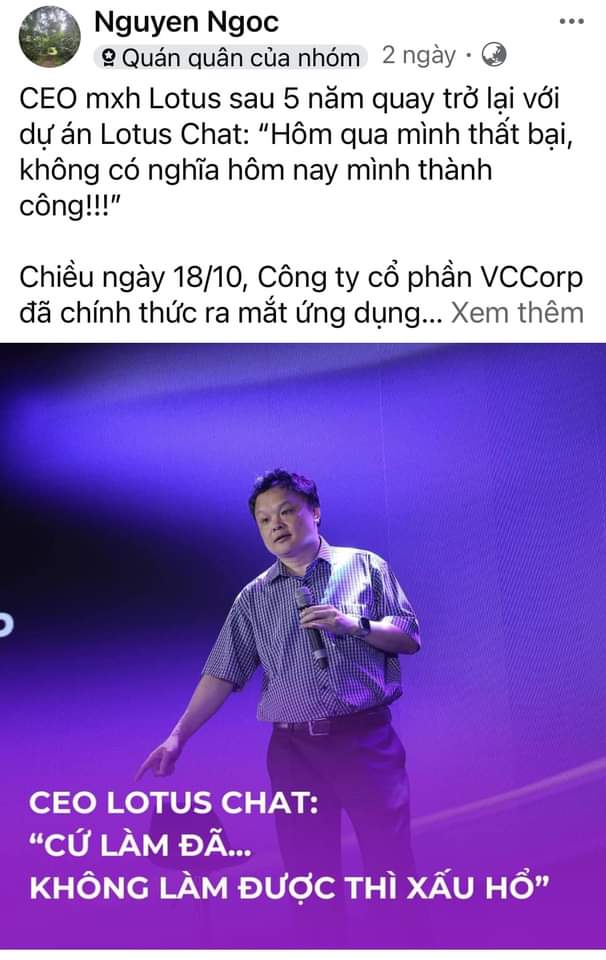 Nguyen Ngoc
Quán quân của nhóm 2 ngày ·
CEO mxh Lotus sau 5 năm quay trở lại với
dự án Lotus Chat: “Hôm qua mình thất bại,
không có nghĩa hôm nay mình thành
công!!!”
Chiều ngày 18/10, Công ty cổ phần VCCorp
đã chính thức ra mắt ứng dụng... Xem thêm
CEO LOTUS CHAT:
“CỨ LÀM ĐÃ...
KHÔNG LÀM ĐƯỢC THÌ XẤU HỔ”